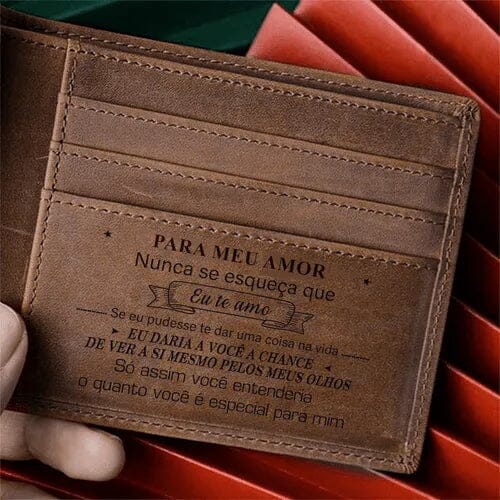 PARA MEU AMOR
Nunca se esqueça que
Eu te amo
Se eu pudesse te dar uma coisa na vida
EU DARIA A VOCÊ A CHANCE
DE VER A SI MESMO PELOS MEUS OLHOS
Só assim você entenderia
o quanto você é especial para mim